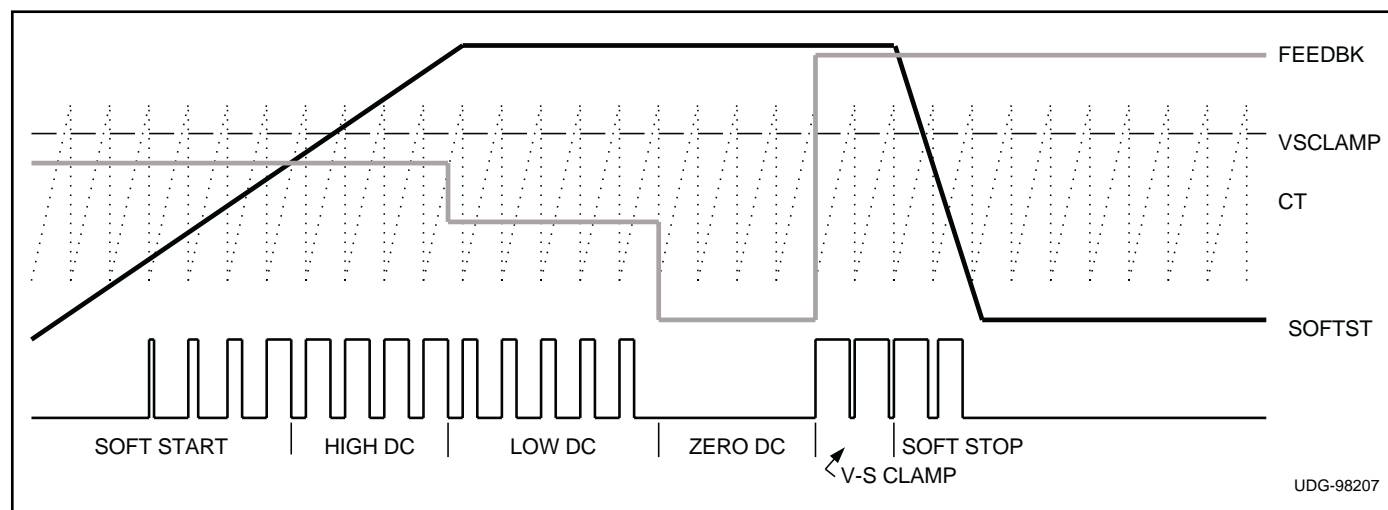 FEEDBK
VSCLAMP
CT
SOFTST
SOFT START
HIGH DC
LOW DC
ZERO DC
SOFT STOP
V-S CLAMP
UDG-98207